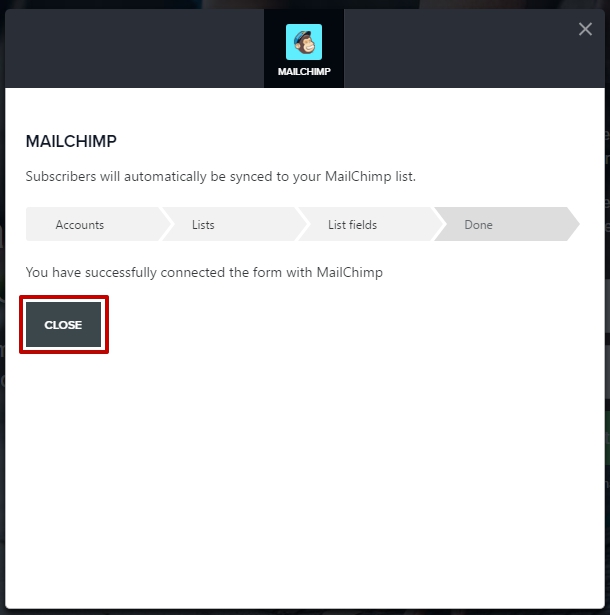 MAILCHIMP
MAILCHIMP
Subscribers will automatically be synced to your MailChimp list.
Accounts
Lists
List fields
Done
You have successfully connected the form with MailChimp
CLOSE